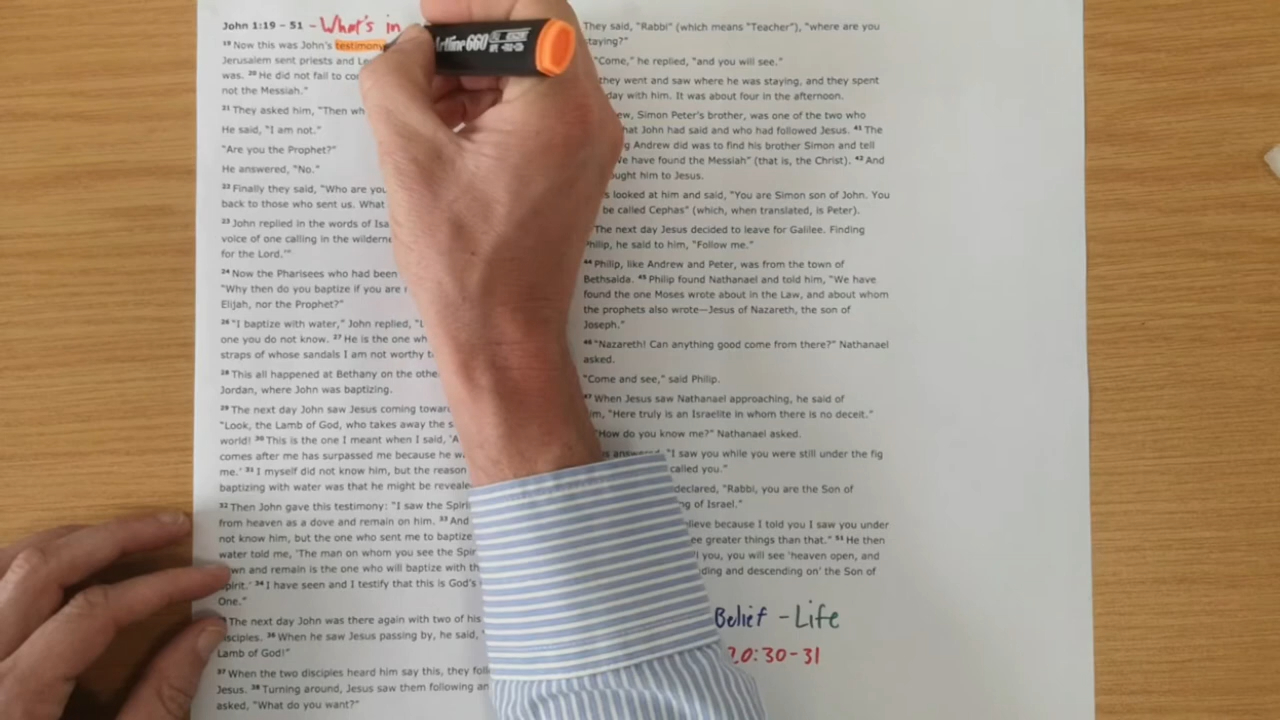 John 1:19 – 51 – What's in
19 Now this was John's testimony
Jerusalem sent priests and
was. 20 He did not fail to
not the Messiah."
21 They asked him, "Then
He said, "I am not."
"Are you the Prophet?"
He answered, "No."
22 Finally they said, "Who are you
back to those who sent us. What
23 John replied in the words of
voice of one calling in the
for the Lord.'"
24 Now the Pharisees who had been
"Why then do you baptize if you are
Elijah, nor the Prophet?"
26 "I baptize with water," John replied,
one you do not know. 27 He is the one
straps of whose sandals I am not worthy
28 This all happened at Bethany on the
Jordan, where John was baptizing.
29 The next day John saw Jesus coming
"Look, the Lamb of God, who takes away the
world! 30 This is the one I meant when I said,
comes after me has surpassed me because he
me.' 31 I myself did not know him, but the reason
baptizing with water was that he might be
32 Then John gave this testimony: "I saw the
from heaven as a dove and remain on him. 33 And
not know him, but the one who sent me to baptize
water told me, 'The man on whom you see the
and remain is the one who will baptize with
34 I have seen and I testify that this is God's
One."
The next day John was there again with two of his
36 When he saw Jesus passing by, he said,
Lamb of God!"
37 When the two disciples heard him say this, they
Jesus. 38 Turning around, Jesus saw them following
asked, "What do you want?"
Artline 660
They said, "Rabbi" (which means "Teacher"), "where are you
"Come," he replied, "and you will see."
they went and saw where he was staying, and they spent
day with him. It was about four in the afternoon.
Simon Peter's brother, was one of the two who
John had said and who had followed Jesus. 41 The
Andrew did was to find his brother Simon and tell
have found the Messiah" (that is, the Christ). 42 And
him to Jesus.
looked at him and said, "You are Simon son of John. You
be called Cephas" (which, when translated, is Peter).
The next day Jesus decided to leave for Galilee. Finding
Philip, he said to him, "Follow me."
44 Philip, like Andrew and Peter, was from the town of
Bethsaida. 45 Philip found Nathanael and told him, "We have
found the one Moses wrote about in the Law, and about whom
the prophets also wrote—Jesus of Nazareth, the son of
Joseph."
46 "Nazareth! Can anything good come from there?" Nathanael
asked.
"Come and see," said Philip.
47 When Jesus saw Nathanael approaching, he said of
him, "Here truly is an Israelite in whom there is no deceit."
"How do you know me?" Nathanael asked.
"I saw you while you were still under the fig
called you."
declared, "Rabbi, you are the Son of
of Israel."
because I told you I saw you under
greater things than that." 51 He then
you, you will see 'heaven open, and
and descending on' the Son of
Belief - Life
20:30-31